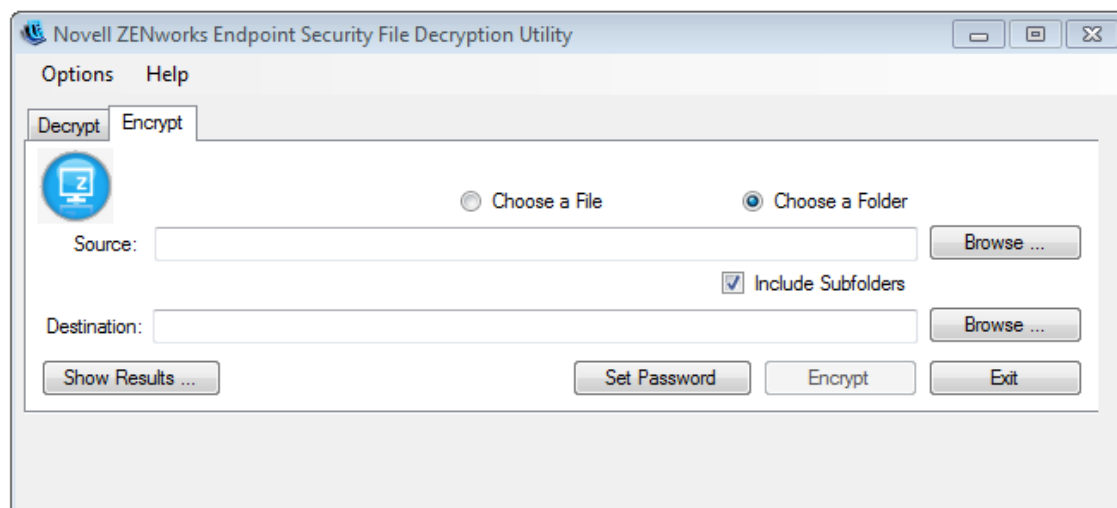 Novell ZENworks Endpoint Security File Decryption Utility
Options Help
Decrypt Encrypt
Z
Choose a File Choose a Folder
Source: Browse ...
Include Subfolders
Destination: Browse ...
Show Results ... Set Password Encrypt Exit